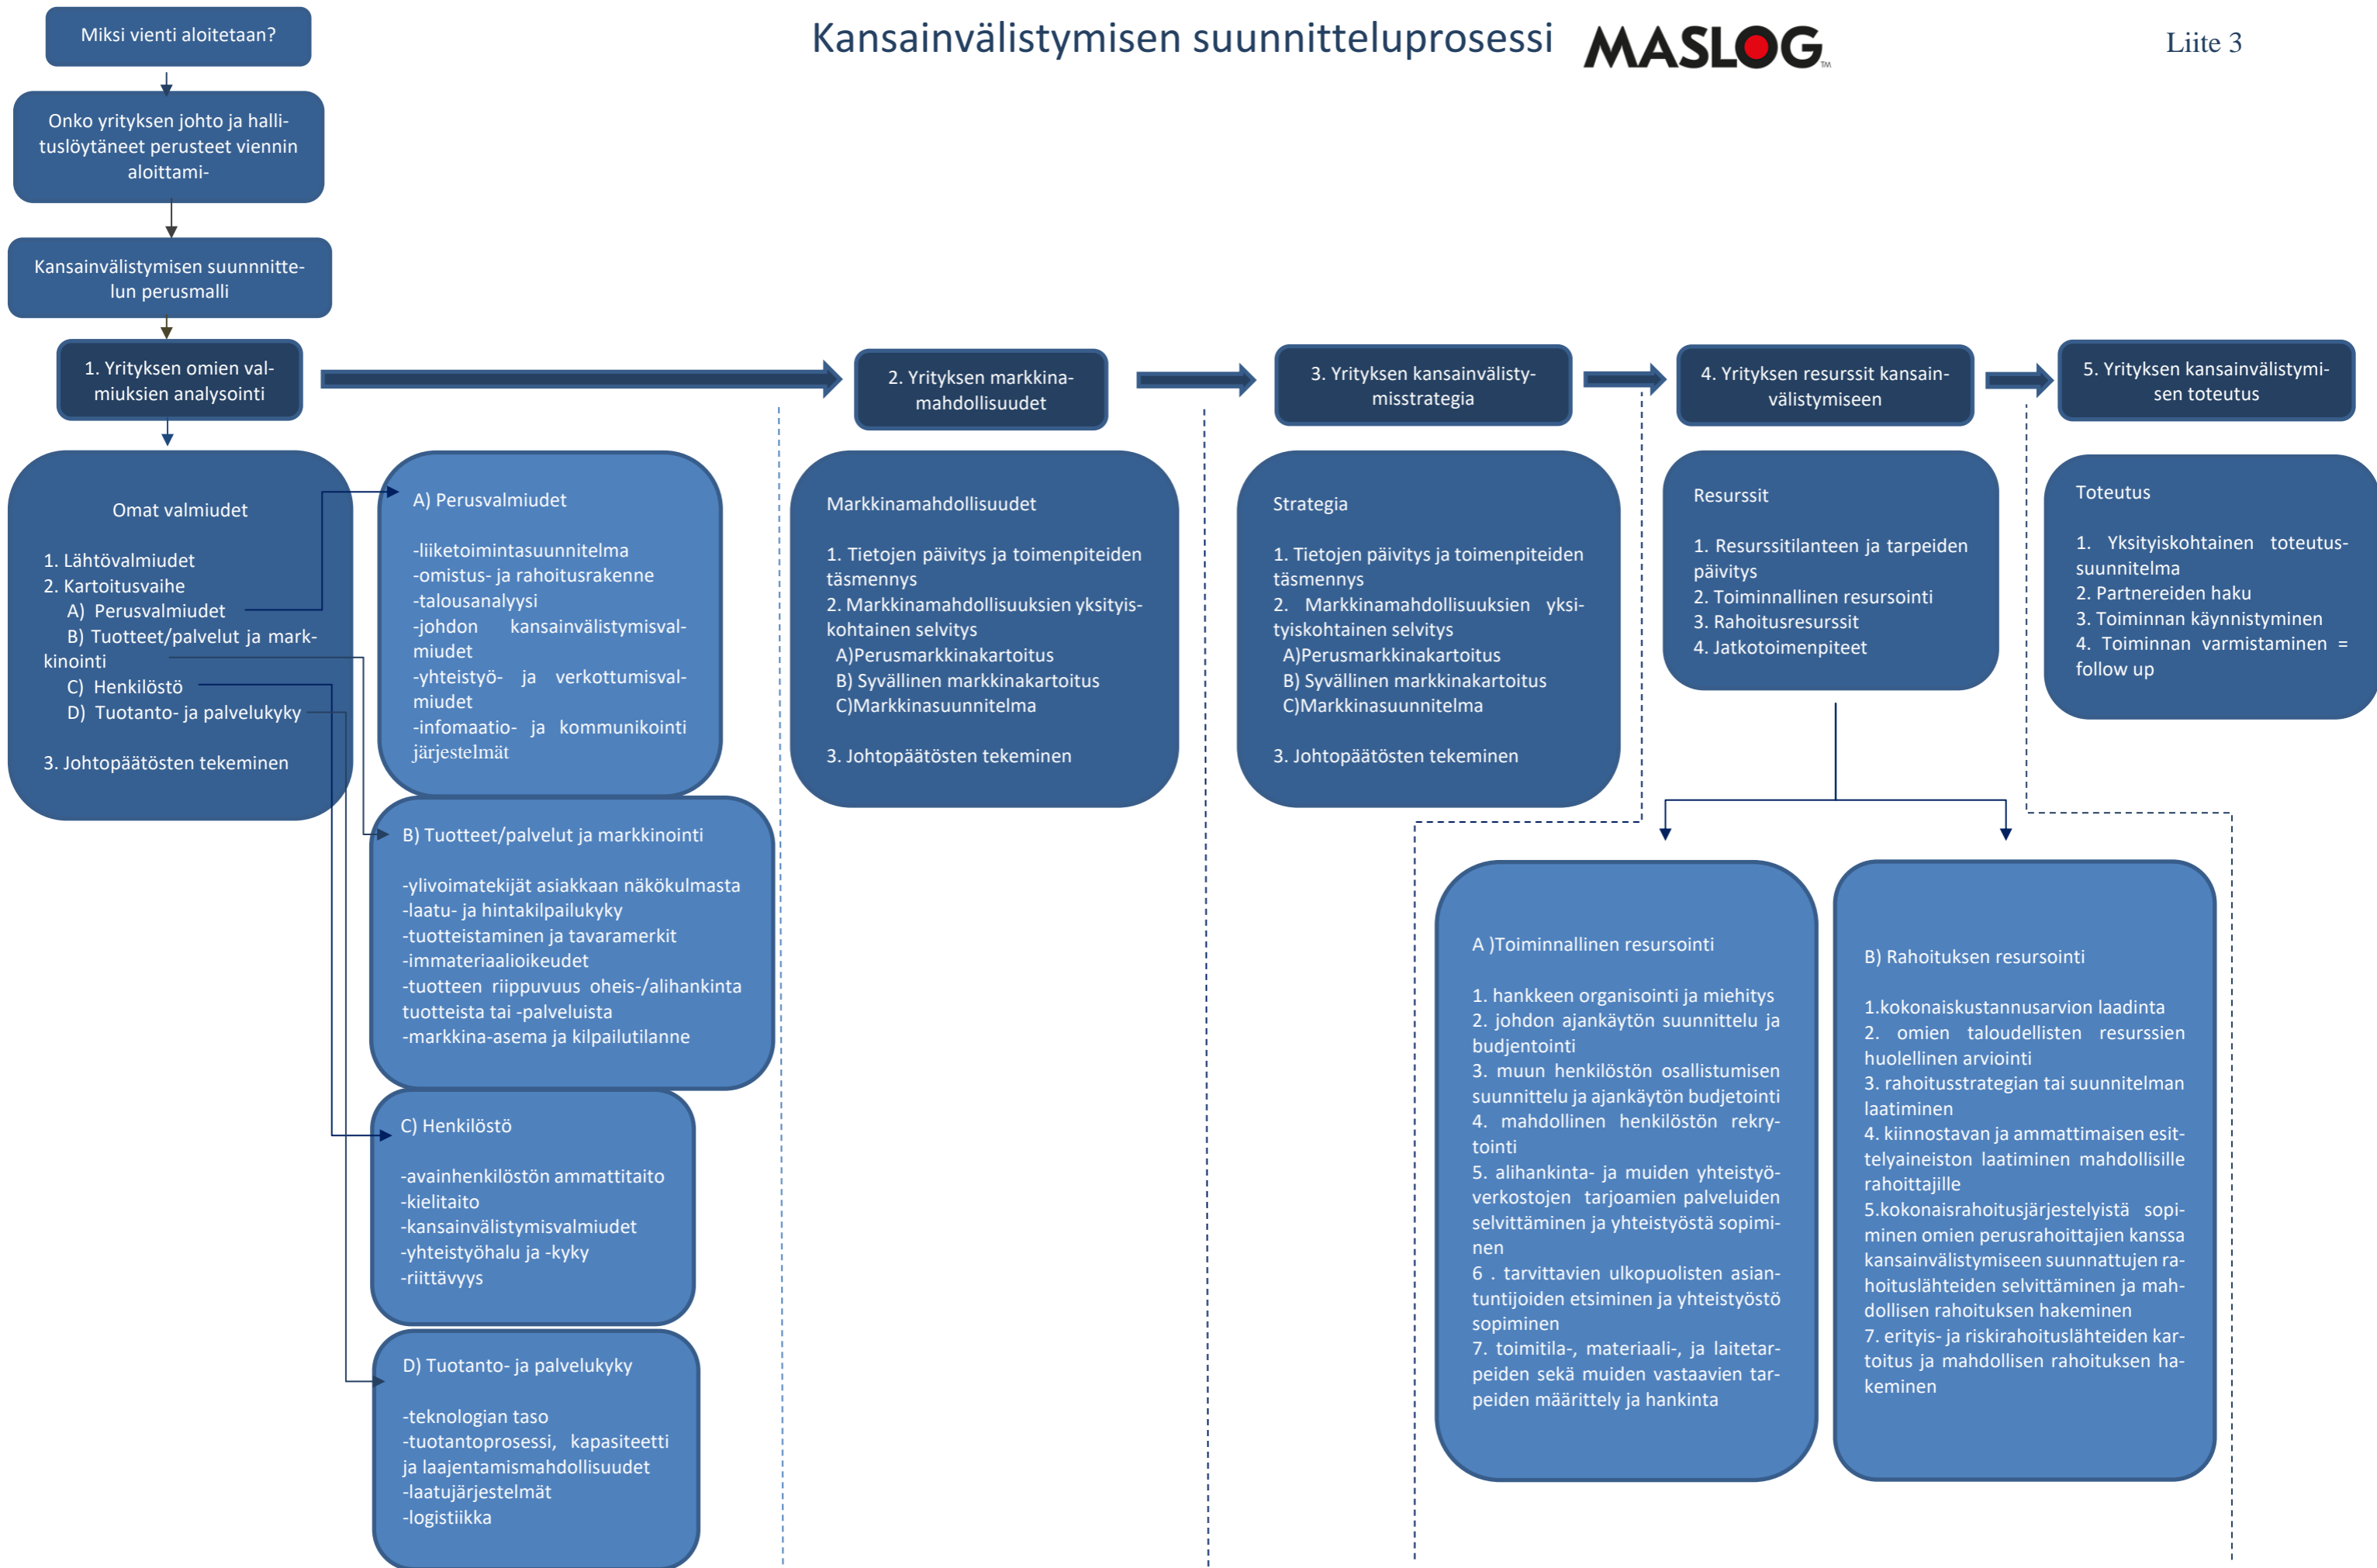 Kansainvälistymisen suunnitteluprosessi
MASLOG™
Liite 3
Miksi vienti aloitetaan?
Onko yrityksen johto ja halli-
tuslöytäneet perusteet viennin
aloittami-
Kansainvälistymisen suunnnitte-
lun perusmalli
1. Yrityksen omien val-
miuksien analysointi
2. Yrityksen markkina-
mahdollisuudet
3. Yrityksen kansainvälisty-
misstrategia
4. Yrityksen resurssit kansain-
välistymiseen
5. Yrityksen kansainvälistymi-
sen toteutus
Omat valmiudet
1. Lähtövalmiudet
2. Kartoitusvaihe
A) Perusvalmiudet
B) Tuotteet/palvelut ja mark-
kinointi
C) Henkilöstö
D) Tuotanto- ja palvelukyky
3. Johtopäätösten tekeminen
A) Perusvalmiudet
-liiketoimintasuunnitelma
-omistus- ja rahoitusrakenne
-talousanalyysi
-johdon kansainvälistymisval-
miudet
-yhteistyö- ja verkottumisval-
miudet
-infomaatio- ja kommunikointi
järjestelmät
B) Tuotteet/palvelut ja markkinointi
-ylivoimatekijät asiakkaan näkökulmasta
-laatu- ja hintakilpailukyky
-tuotteistaminen ja tavaramerkit
-immateriaalioikeudet
-tuotteen riippuvuus oheis-/alihankinta
tuotteista tai -palveluista
-markkina-asema ja kilpailutilanne
C) Henkilöstö
-avainhenkilöstön ammattitaito
-kielitaito
-kansainvälistymisvalmiudet
-yhteistyöhalu ja -kyky
-riittävyys
D) Tuotanto- ja palvelukyky
-teknologian taso
-tuotantoprosessi, kapasiteetti
ja laajentamismahdollisuudet
-laatujärjestelmät
-logistiikka
Markkinamahdollisuudet
1. Tietojen päivitys ja toimenpiteiden
täsmennys
2. Markkinamahdollisuuksien yksityis-
kohtainen selvitys
A)Perusmarkkinakartoitus
B) Syvällinen markkinakartoitus
C)Markkinasuunnitelma
3. Johtopäätösten tekeminen
Strategia
1. Tietojen päivitys ja toimenpiteiden
täsmennys
2. Markkinamahdollisuuksien yksi-
tyiskohtainen selvitys
A)Perusmarkkinakartoitus
B) Syvällinen markkinakartoitus
C)Markkinasuunnitelma
3. Johtopäätösten tekeminen
Resurssit
1. Resurssitilanteen ja tarpeiden
päivitys
2. Toiminnallinen resursointi
3. Rahoitusresurssit
4. Jatkotoimenpiteet
Toteutus
1. Yksityiskohtainen toteutus-
suunnitelma
2. Partnereiden haku
3. Toiminnan käynnistyminen
4. Toiminnan varmistaminen =
follow up
A )Toiminnallinen resursointi
1. hankkeen organisointi ja miehitys
2. johdon ajankäytön suunnittelu ja
budjentointi
3. muun henkilöstön osallistumisen
suunnittelu ja ajankäytön budjetointi
4. mahdollinen henkilöstön rekry-
tointi
5. alihankinta- ja muiden yhteistyö-
verkostojen tarjoamien palveluiden
selvittäminen ja yhteistyöstä sopimi-
nen
6 . tarvittavien ulkopuolisten asian-
tuntijoiden etsiminen ja yhteistyöstö
sopiminen
7. toimitila-, materiaali-, ja laitetar-
peiden sekä muiden vastaavien tar-
peiden määrittely ja hankinta
B) Rahoituksen resursointi
1.kokonaiskustannusarvion laadinta
2. omien taloudellisten resurssien
huolellinen arviointi
3. rahoitusstrategian tai suunnitelman
laatiminen
4. kiinnostavan ja ammattimaisen esit-
telyaineiston laatiminen mahdollisille
rahoittajille
5.kokonaisrahoitusjärjestelyistä sopi-
minen omien perusrahoittajien kanssa
kansainvälistymiseen suunnattujen ra-
hoituslähteiden selvittäminen ja mah-
dollisen rahoituksen hakeminen
7. erityis- ja riskirahoituslähteiden kar-
toitus ja mahdollisen rahoituksen ha-
keminen